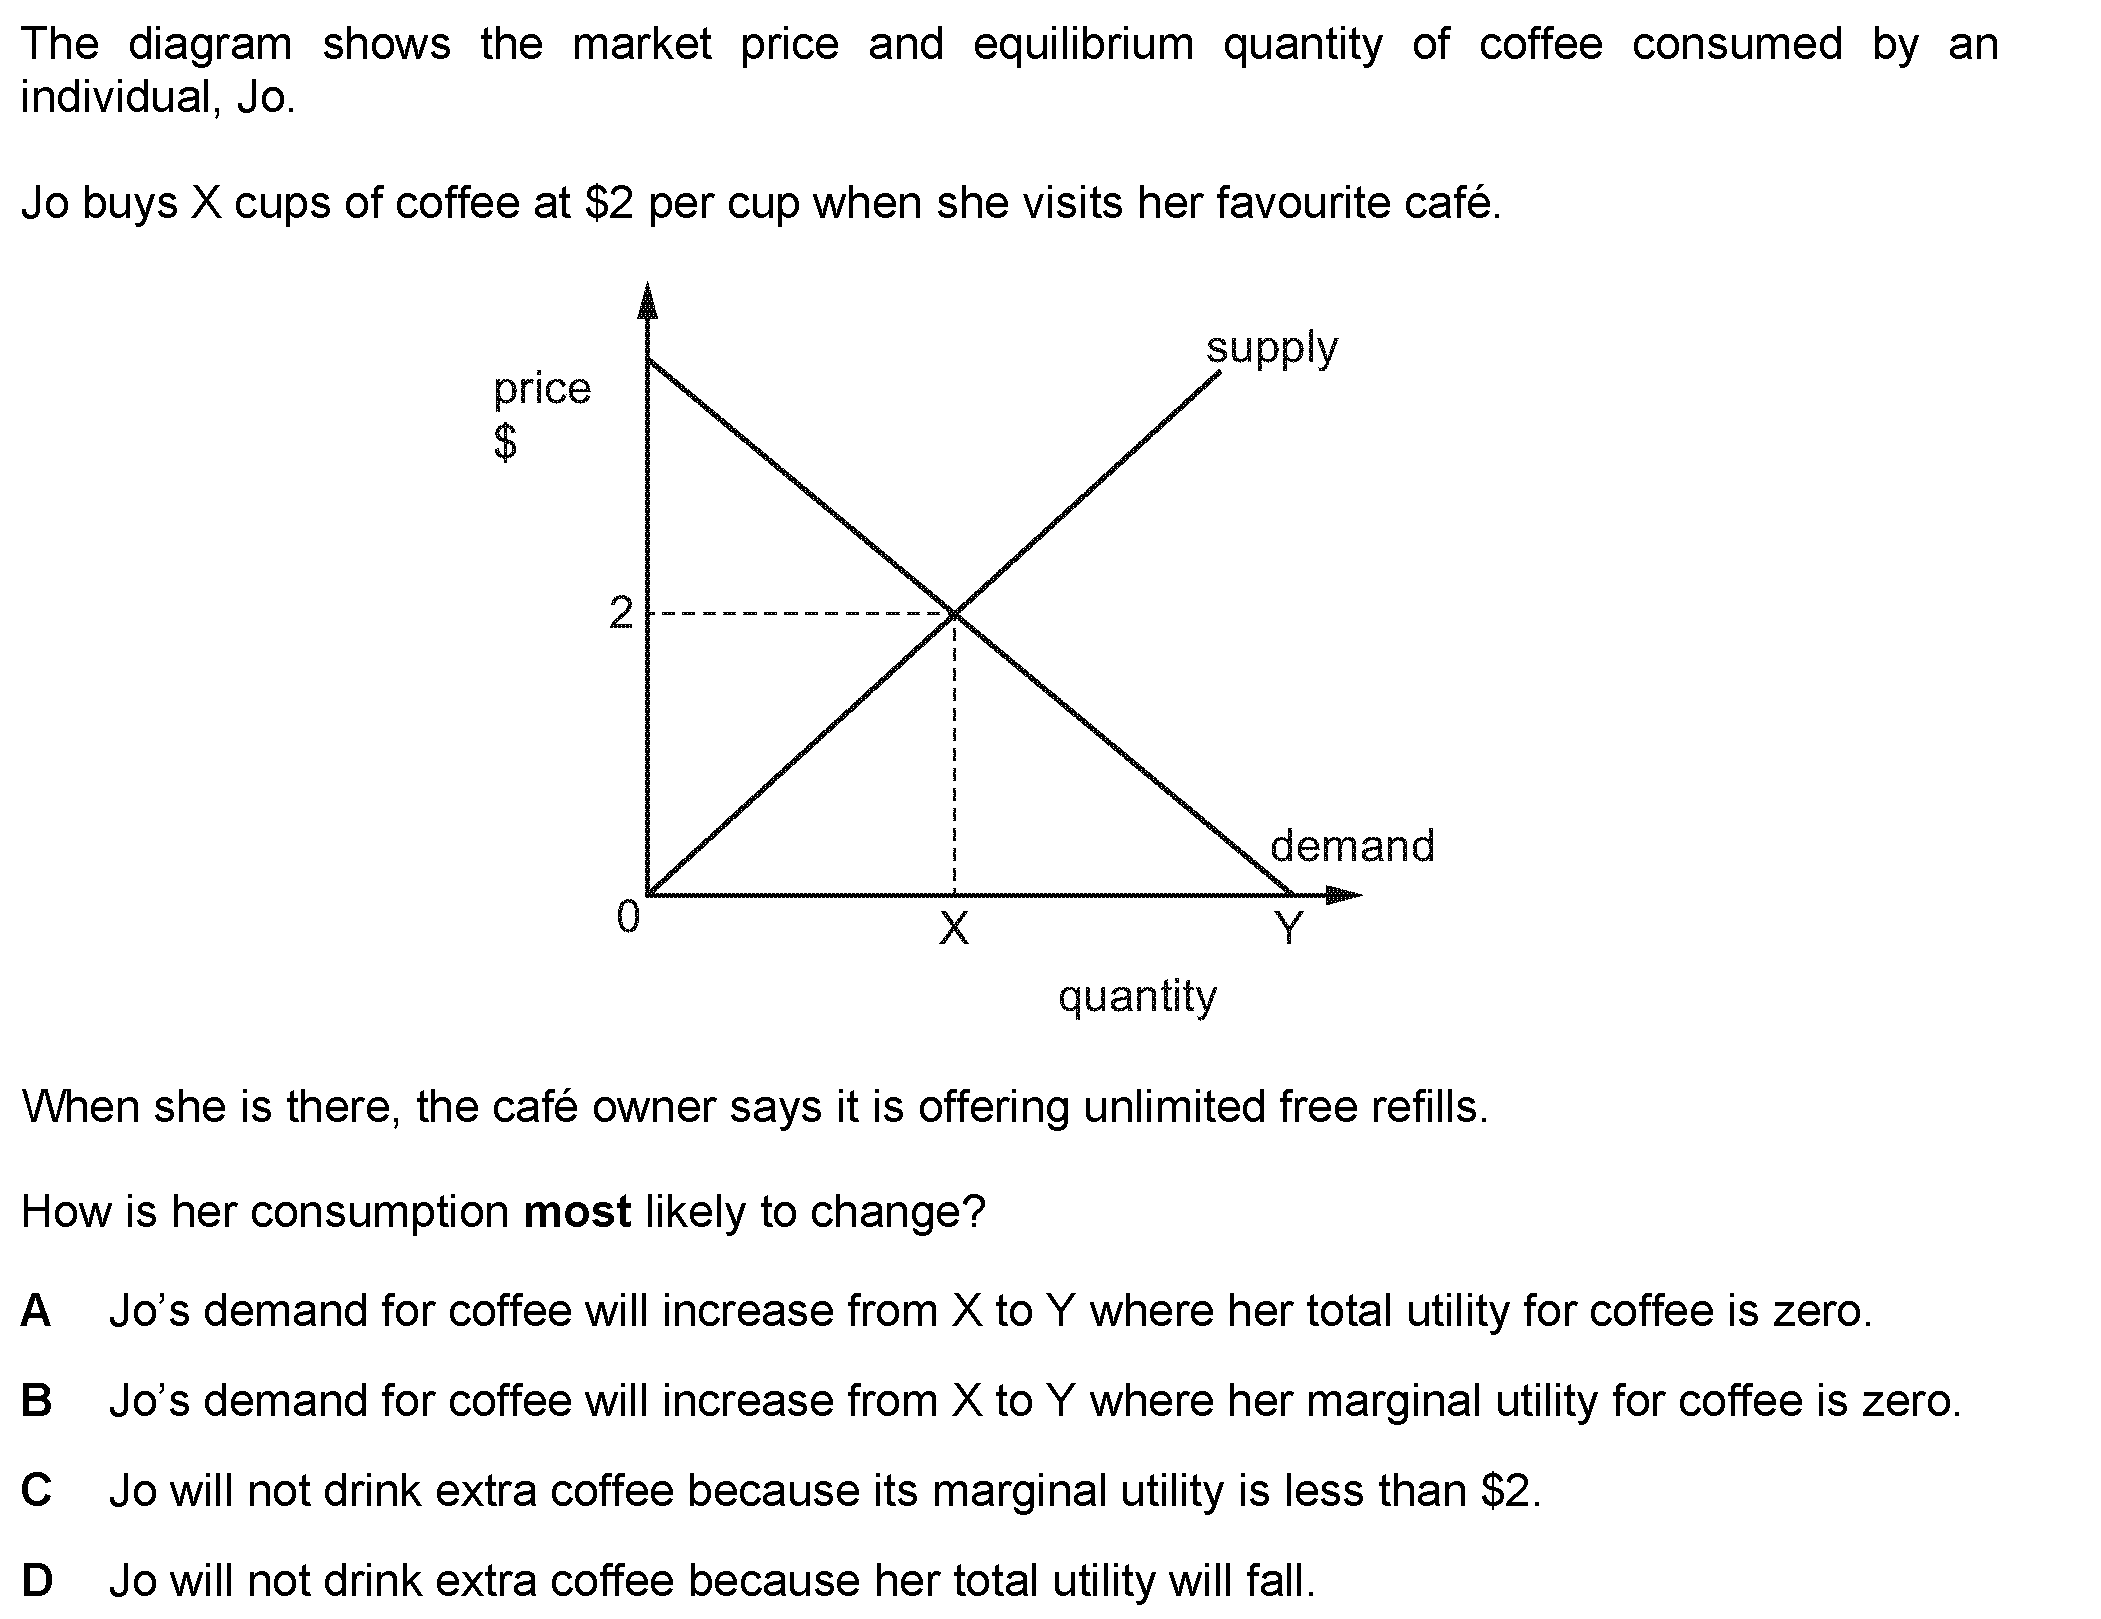 The diagram shows the market price and equilibrium quantity of coffee consumed by an
individual, Jo.
Jo buys X cups of coffee at $2 per cup when she visits her favourite café.
supply
price
$
2
demand
0
X
Y
quantity
When she is there, the café owner says it is offering unlimited free refills.
How is her consumption most likely to change?
A Jo’s demand for coffee will increase from X to Y where her total utility for coffee is zero.
B Jo’s demand for coffee will increase from X to Y where her marginal utility for coffee is zero.
C Jo will not drink extra coffee because its marginal utility is less than $2.
D Jo will not drink extra coffee because her total utility will fall.